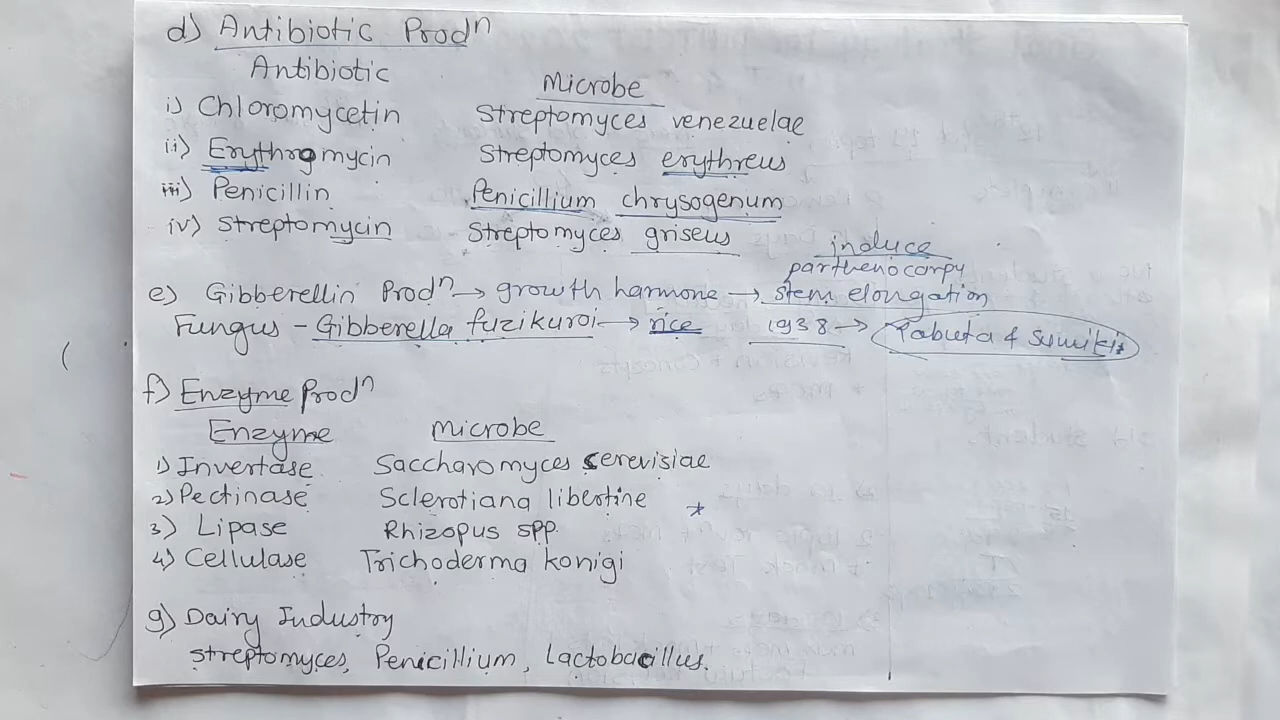 d) Antibiotic Prodⁿ
Antibiotic Microbe
i) Chloromycetin Streptomyces venezuelae
ii) Erythromycin Streptomyces erythreus
iii) Penicillin Penicillium chrysogenum
iv) Streptomycin Streptomyces griseus
induce
parthenocarpy
e) Gibberellin Prodⁿ → growth harmone → stem elongation
Fungus - Gibberella fuzikuroi → rice 1938 → Yabuta & Sumiki
f) Enzyme Prodⁿ
Enzyme Microbe
1) Invertase Saccharomyces cerevisiae
2) Pectinase Sclerotiana libertine *
3) Lipase Rhizopus spp.
4) Cellulase Trichoderma konigi
g) Dairy Industry
streptomyces, Penicillium, Lactobacillus.